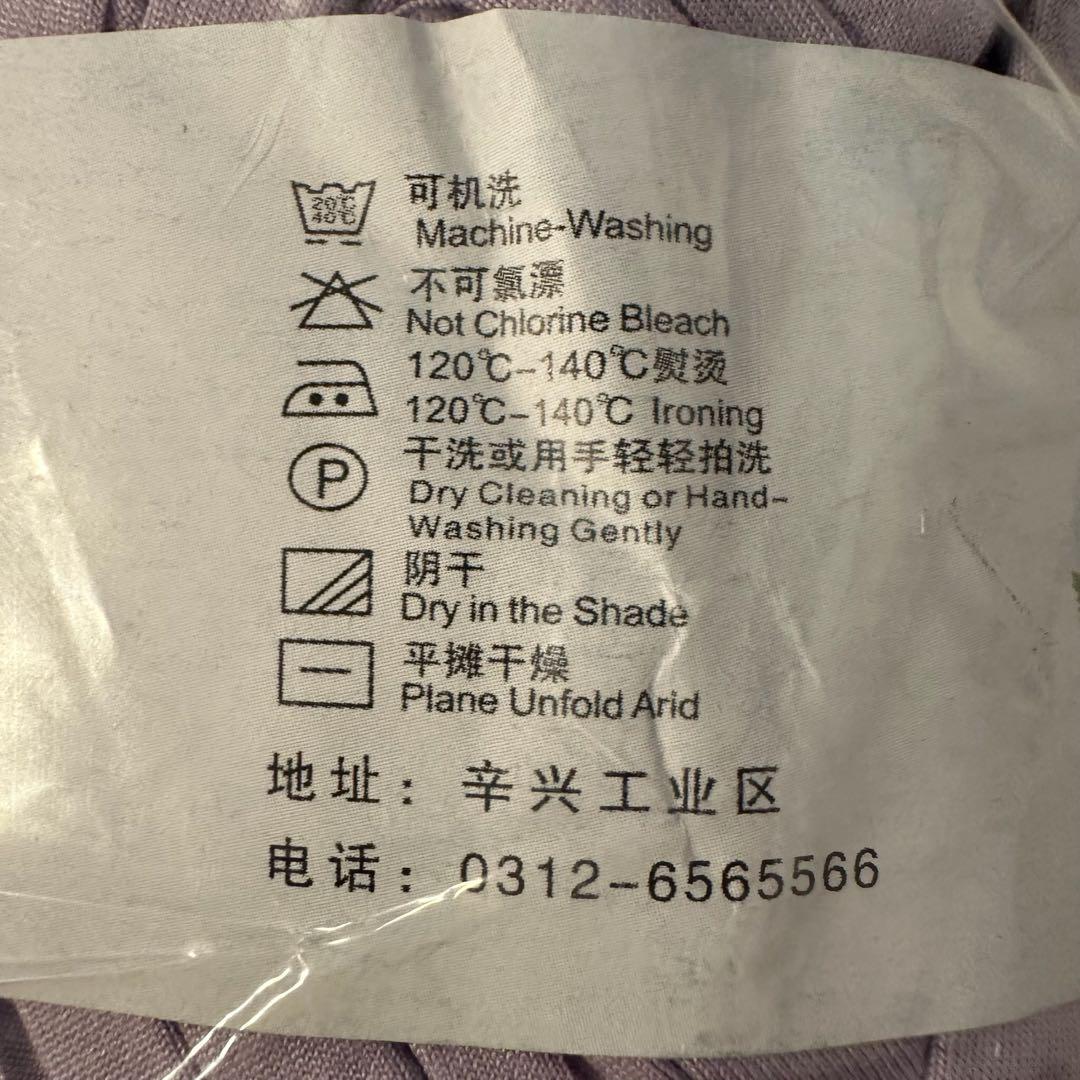 20℃
40℃
可机洗
Machine-Washing
不可氯漂
Not Chlorine Bleach
120℃-140℃熨烫
120℃-140℃ Ironing
P
干洗或用手轻轻拍洗
Dry Cleaning or Hand-
Washing Gently
阴干
Dry in the Shade
平摊干燥
Plane Unfold Arid
地址：辛兴工业区
电话：0312-6565566